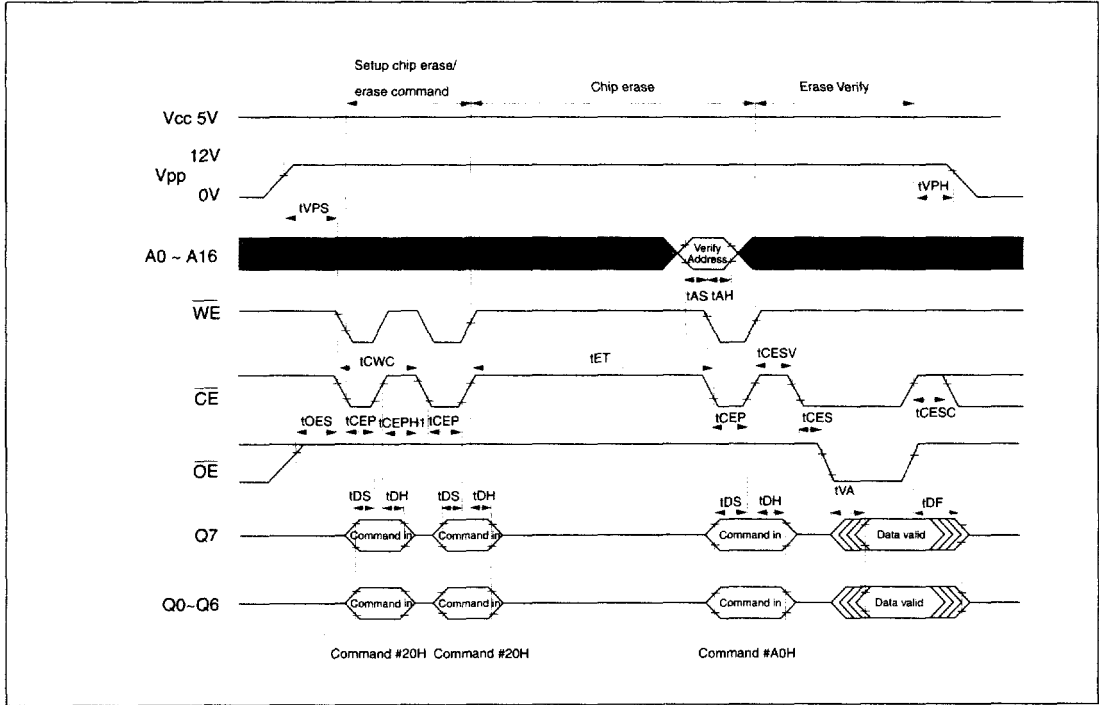 Setup chip erase/
erase command
Chip erase
Erase Verify
Vcc 5V
12V
Vpp
0V
tVPS
tVPH
A0 ~ A16
Verify
Address
tAS tAH
WE
tCWC
tET
tCESV
CE
tOES
tCEP
tCEPH1
tCEP
tCEP
tCES
tCESC
OE
tVA
tDS
tDH
tDS
tDH
tDS
tDH
tDF
Q7
Command in
Command in
Command in
Data valid
Q0~Q6
Command in
Command in
Command in
Data valid
Command #20H
Command #20H
Command #A0H